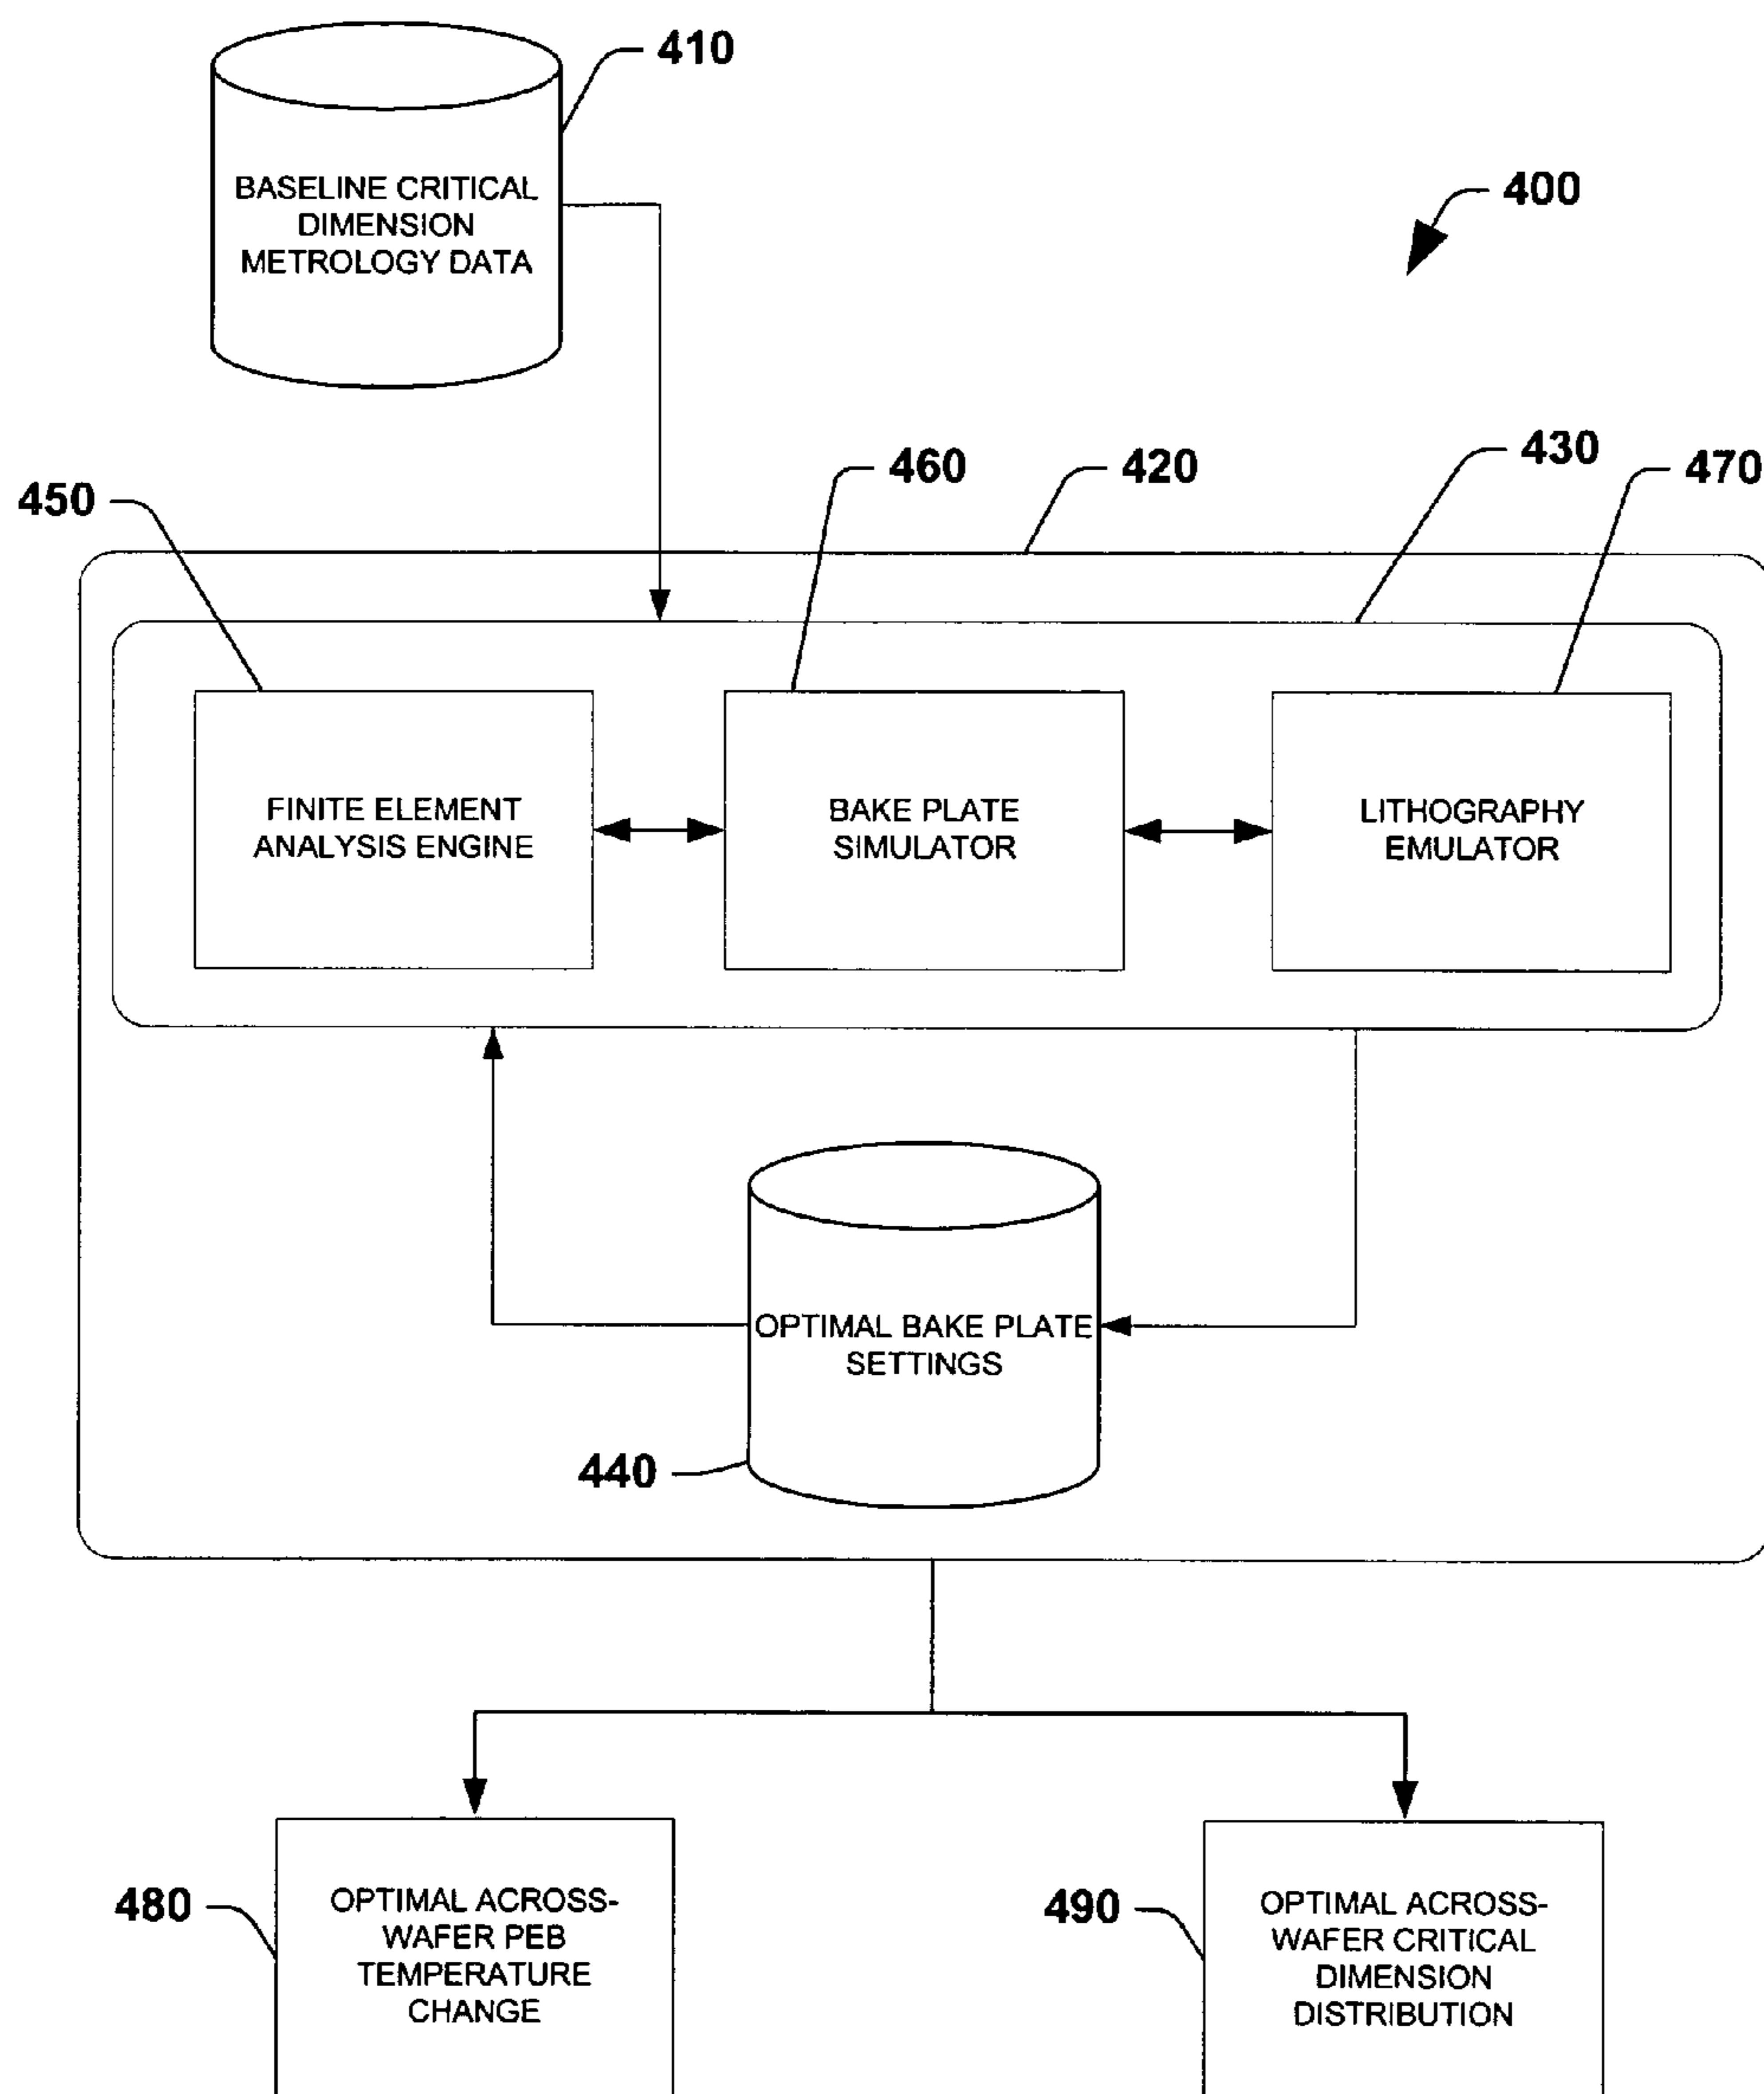 410
BASELINE CRITICAL
DIMENSION
METROLOGY DATA
400
430
460
420
470
450
FINITE ELEMENT
ANALYSIS ENGINE
BAKE PLATE
SIMULATOR
LITHOGRAPHY
EMULATOR
OPTIMAL BAKE PLATE
SETTINGS
440
480
OPTIMAL ACROSS-
WAFER PEB
TEMPERATURE
CHANGE
490
OPTIMAL ACROSS-
WAFER CRITICAL
DIMENSION
DISTRIBUTION